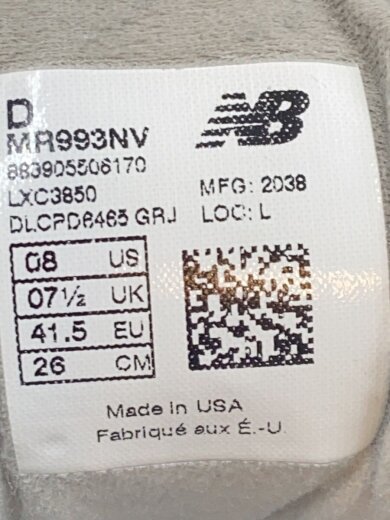 D
NB
MR993NV
883905506170
LXC3850
MFG: 2038
DLCPD6465 GRJ LOC: L
08 US
07½ UK
41.5 EU
26 CM
Made in USA
Fabriqué aux É.-U.